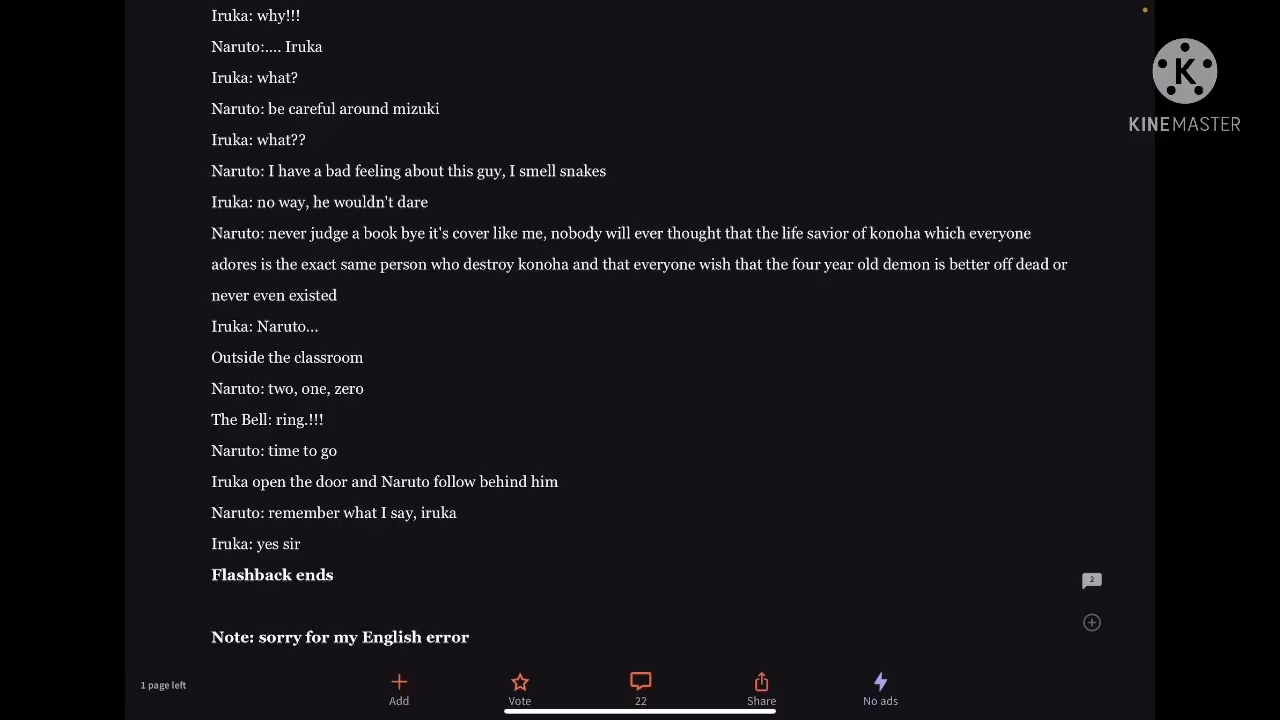 Iruka: why!!!
Naruto:.... Iruka
Iruka: what?
Naruto: be careful around mizuki
Iruka: what??
Naruto: I have a bad feeling about this guy, I smell snakes
Iruka: no way, he wouldn't dare
Naruto: never judge a book bye it's cover like me, nobody will ever thought that the life savior of konoha which everyone
adores is the exact same person who destroy konoha and that everyone wish that the four year old demon is better off dead or
never even existed
Iruka: Naruto...
Outside the classroom
Naruto: two, one, zero
The Bell: ring.!!!
Naruto: time to go
Iruka open the door and Naruto follow behind him
Naruto: remember what I say, iruka
Iruka: yes sir
Flashback ends
2
Note: sorry for my English error
1 page left
Add
Vote
22
Share
No ads
K
KINEMASTER